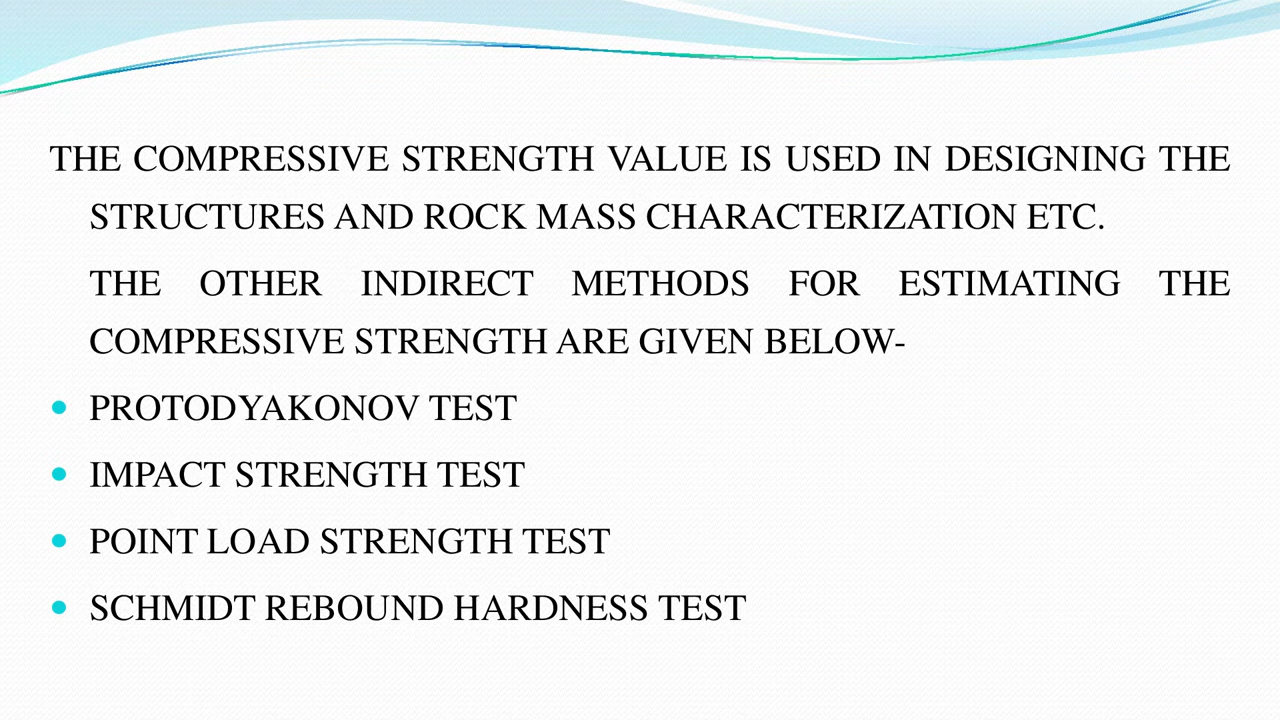 THE COMPRESSIVE STRENGTH VALUE IS USED IN DESIGNING THE
STRUCTURES AND ROCK MASS CHARACTERIZATION ETC.
THE OTHER INDIRECT METHODS FOR ESTIMATING THE
COMPRESSIVE STRENGTH ARE GIVEN BELOW-
• PROTODYAKONOV TEST
• IMPACT STRENGTH TEST
• POINT LOAD STRENGTH TEST
• SCHMIDT REBOUND HARDNESS TEST